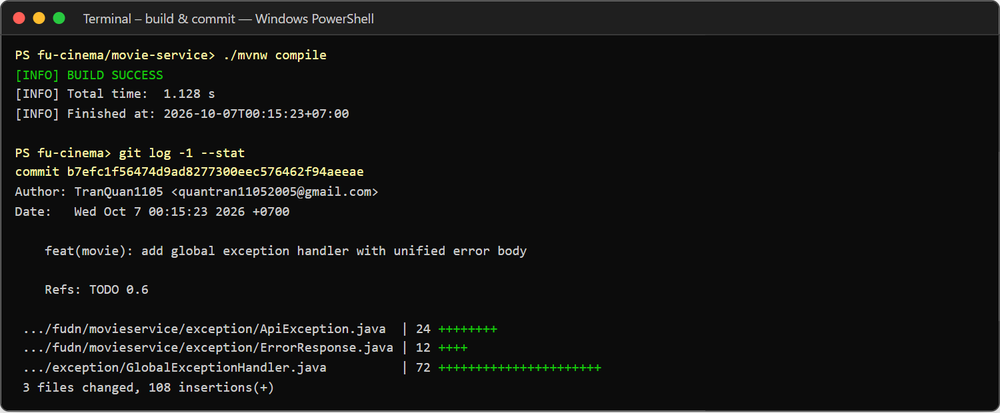 Terminal – build & commit — Windows PowerShell
PS fu-cinema/movie-service> ./mvnw compile
[INFO] BUILD SUCCESS
[INFO] Total time:  1.128 s
[INFO] Finished at: 2026-10-07T00:15:23+07:00
PS fu-cinema> git log -1 --stat
commit b7efc1f56474d9ad8277300eec576462f94aeeae
Author: TranQuan1105 <quantran11052005@gmail.com>
Date:   Wed Oct 7 00:15:23 2026 +0700
feat(movie): add global exception handler with unified error body
Refs: TODO 0.6
.../fudn/movieservice/exception/ApiException.java  | 24 ++++++++
.../fudn/movieservice/exception/ErrorResponse.java | 12 ++++
.../exception/GlobalExceptionHandler.java          | 72 ++++++++++++++++++++++
3 files changed, 108 insertions(+)